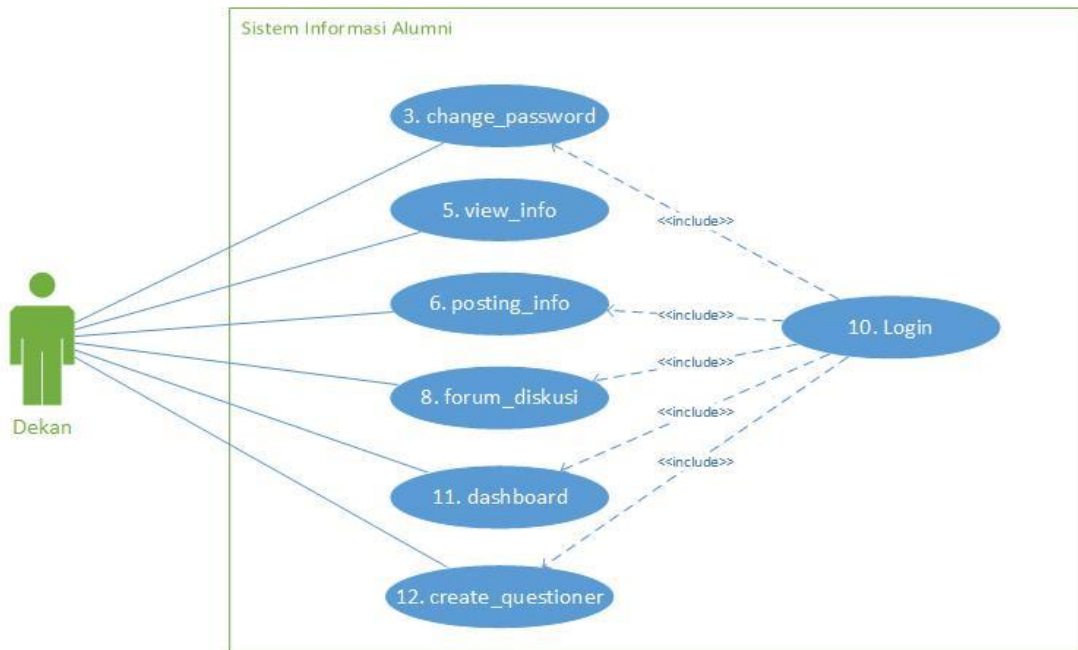 Sistem Informasi Alumni
3. change_password
5. view_info
<<include>>
6. posting_info
<<include>>
10. Login
<<include>>
8. forum_diskusi
<<include>>
Dekan
<<include>>
11. dashboard
12. create_questioner